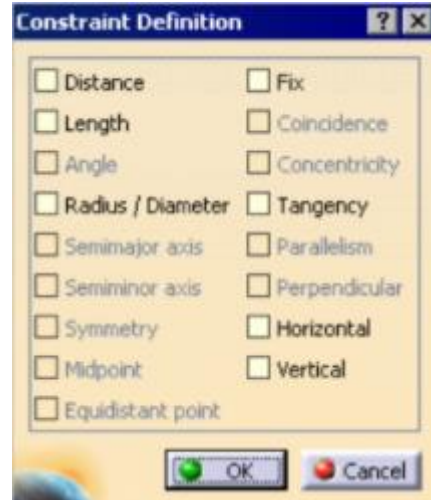 Constraint Definition
Distance Fix
Length Coincidence
Angle Concentricity
Radius / Diameter Tangency
Semimajor axis Parallelism
Semiminor axis Perpendicular
Symmetry Horizontal
Midpoint Vertical
Equidistant point
OK Cancel